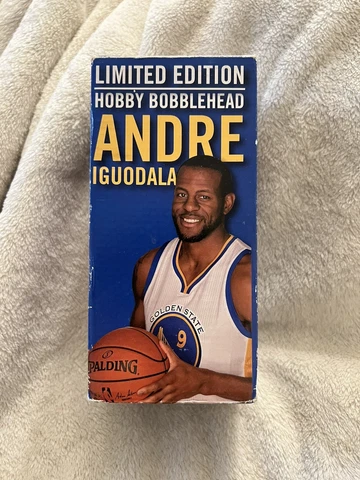 LIMITED EDITION
HOBBY BOBBLEHEAD
ANDRE
IGUODALA
GOLDEN STATE
9
SPALDING